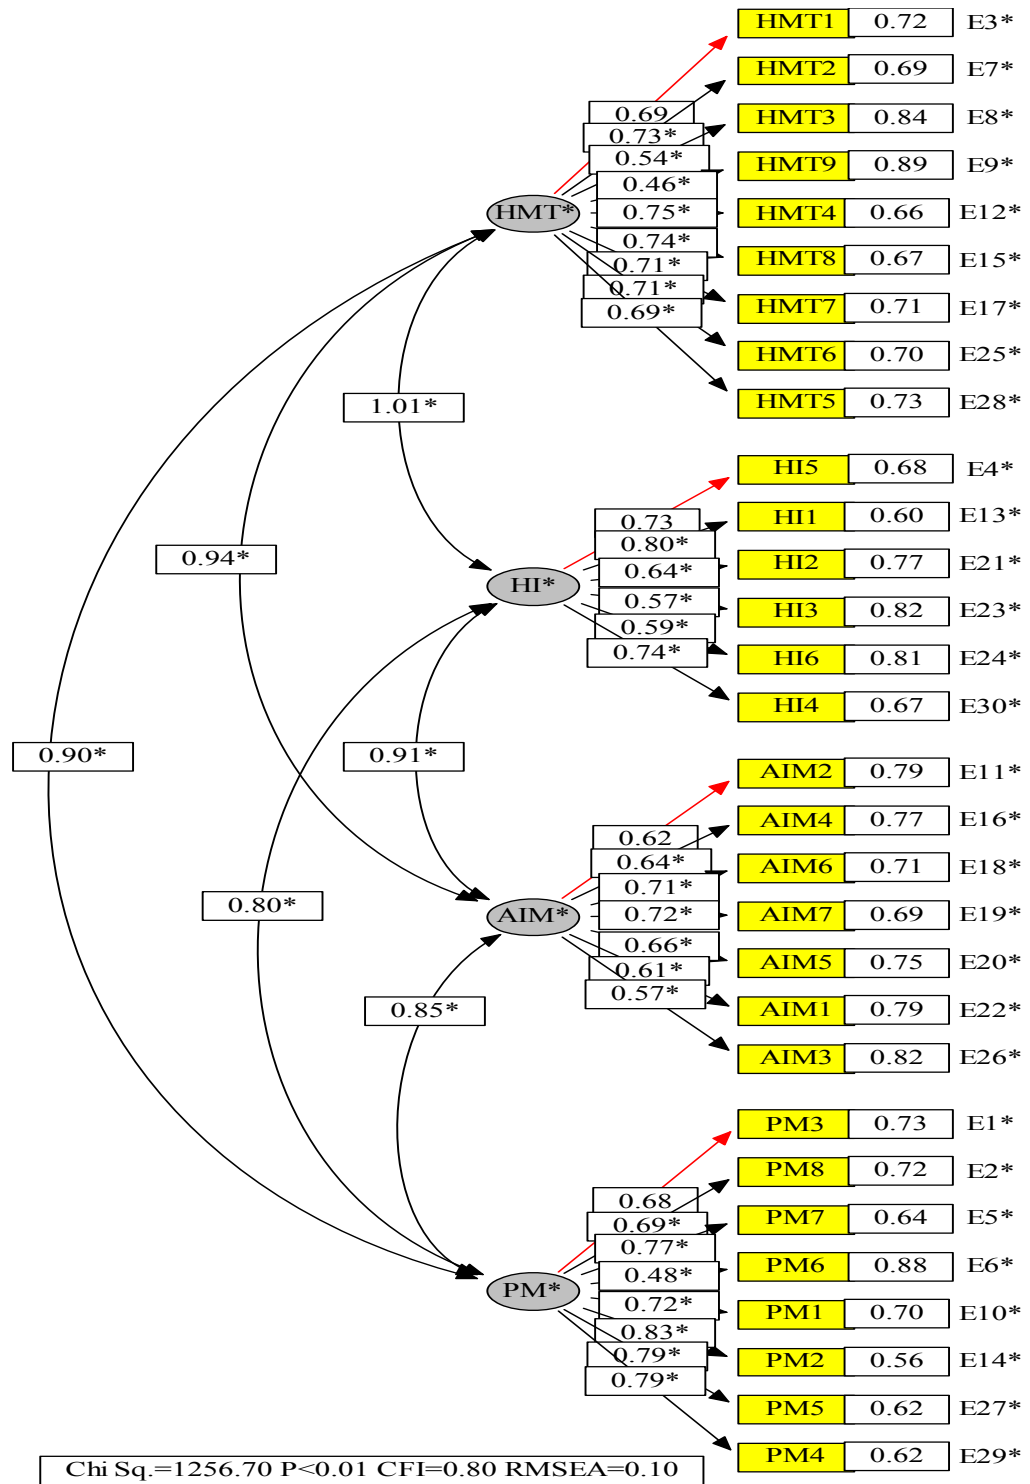 HMT1 0.72 E3*
HMT2 0.69 E7*
HMT3 0.84 E8*
HMT9 0.89 E9*
HMT4 0.66 E12*
HMT8 0.67 E15*
HMT7 0.71 E17*
HMT6 0.70 E25*
HMT5 0.73 E28*
0.69
0.73*
0.54*
0.46*
0.75*
0.74*
0.71*
0.71*
0.69*
HMT*
1.01*
HI5 0.68 E4*
HI1 0.60 E13*
HI2 0.77 E21*
HI3 0.82 E23*
HI6 0.81 E24*
HI4 0.67 E30*
0.73
0.80*
0.64*
0.57*
0.59*
0.74*
HI*
0.94*
0.90*
0.91*
AIM2 0.79 E11*
AIM4 0.77 E16*
AIM6 0.71 E18*
AIM7 0.69 E19*
AIM5 0.75 E20*
AIM1 0.79 E22*
AIM3 0.82 E26*
0.62
0.64*
0.71*
0.72*
0.66*
0.61*
0.57*
AIM*
0.80*
0.85*
PM3 0.73 E1*
PM8 0.72 E2*
PM7 0.64 E5*
PM6 0.88 E6*
PM1 0.70 E10*
PM2 0.56 E14*
PM5 0.62 E27*
PM4 0.62 E29*
0.68
0.69*
0.77*
0.48*
0.72*
0.83*
0.79*
0.79*
PM*
Chi Sq.=1256.70 P<0.01 CFI=0.80 RMSEA=0.10